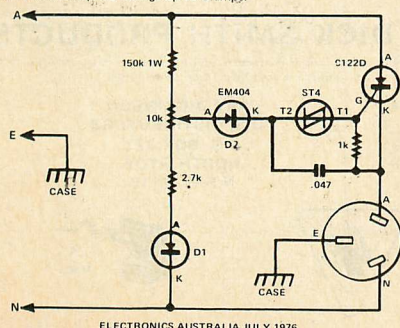 A
150k 1W
C122D
A
G
K
EM404
ST4
10k
A
K
T2
T1
D2
1k
E
CASE
2.7k
.047
A
E
N
A
D1
K
CASE
N
ELECTRONICS AUSTRALIA JULY 1976